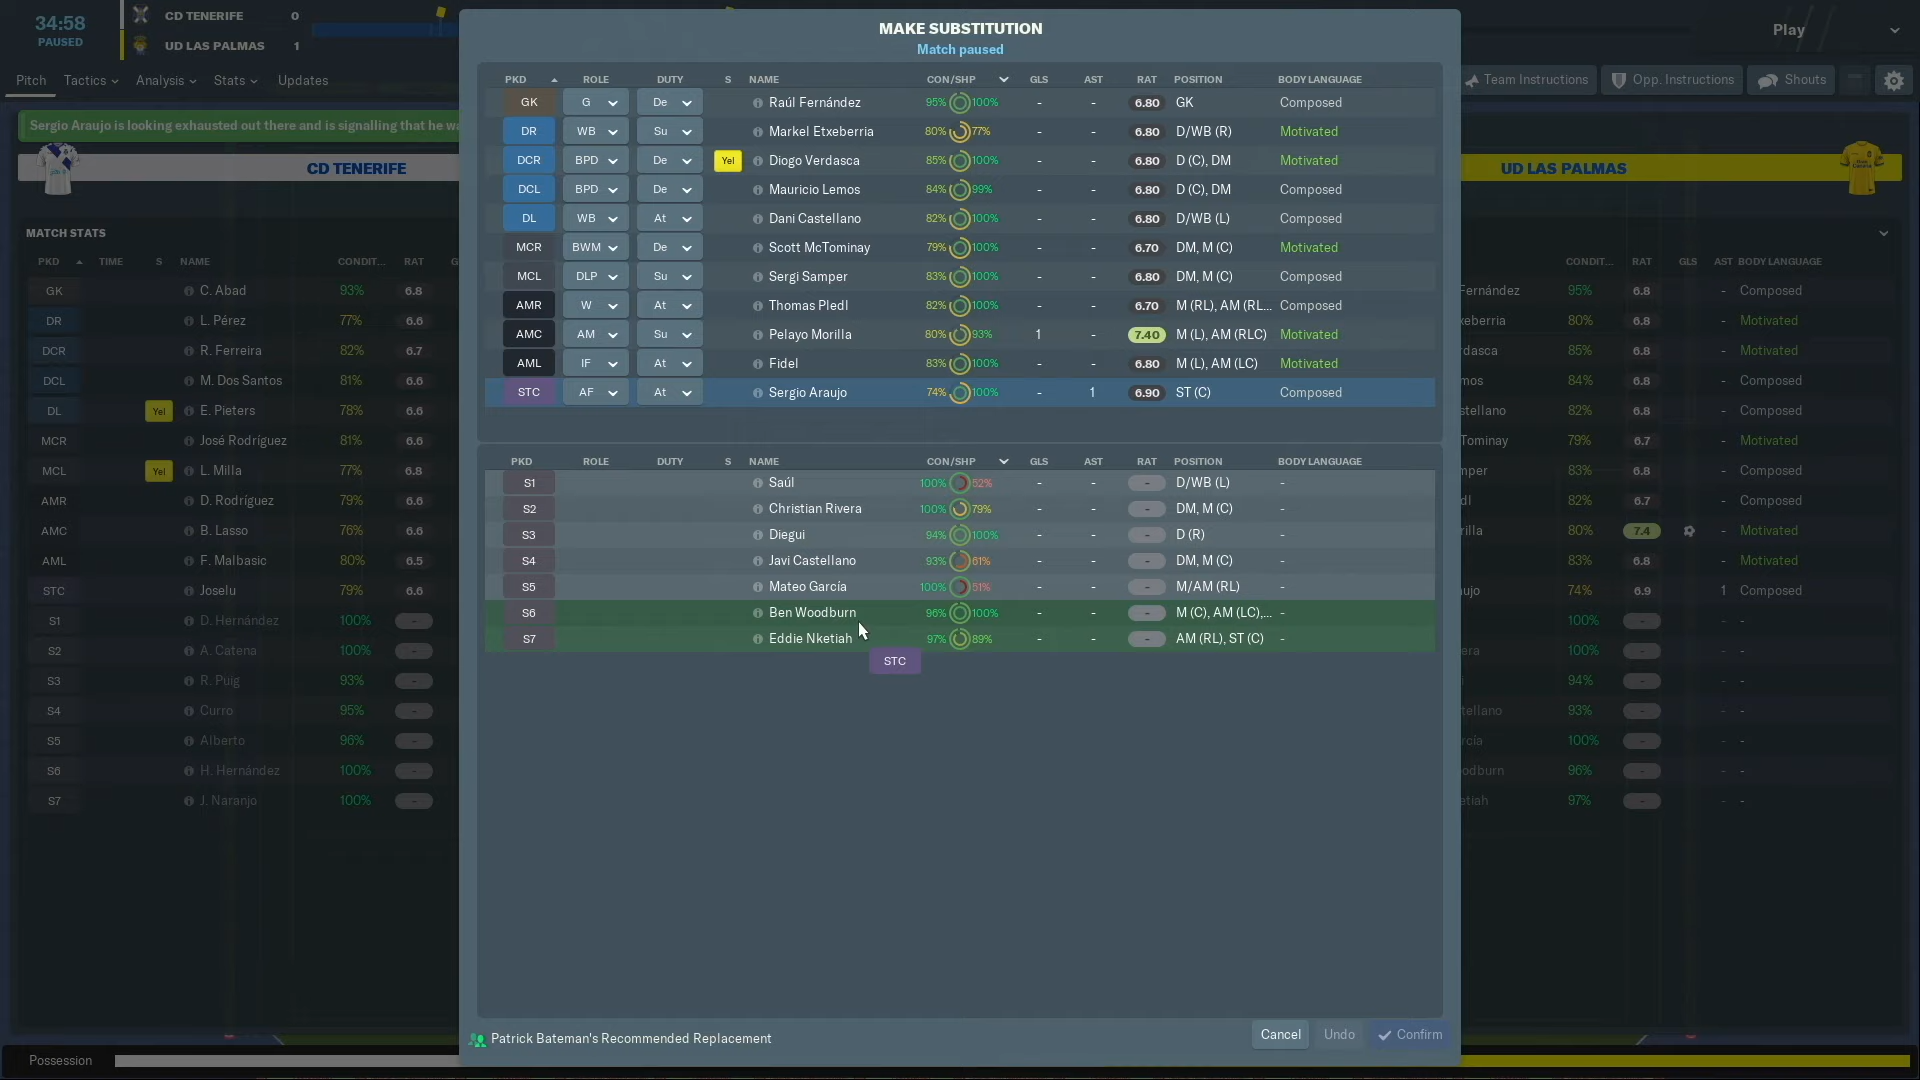 34:58
PAUSED
CD TENERIFE 0
UD LAS PALMAS 1
Play
Pitch Tactics Analysis Stats Updates
Team Instructions Opp. Instructions Shouts
Sergio Araujo is looking exhausted out there and is signalling that he wa
CD TENERIFE
MATCH STATS
PKD TIME S NAME CONDIT... RAT G
GK C. Abad 93% 6.8
DR L. Pérez 77% 6.6
DCR R. Ferreira 82% 6.7
DCL M. Dos Santos 81% 6.6
DL Yel E. Pieters 78% 6.6
MCR José Rodríguez 81% 6.6
MCL Yel L. Milla 77% 6.8
AMR D. Rodríguez 79% 6.6
AMC B. Lasso 76% 6.6
AML F. Malbasic 80% 6.5
STC Joselu 79% 6.6
S1 D. Hernández 100% -
S2 A. Catena 100% -
S3 R. Puig 93% -
S4 Curro 95% -
S5 Alberto 96% -
S6 H. Hernández 100% -
S7 J. Naranjo 100% -
Possession
MAKE SUBSTITUTION
Match paused
PKD ROLE DUTY S NAME CON/SHP GLS AST RAT POSITION BODY LANGUAGE
GK G De Raúl Fernández 95% 100% - - 6.80 GK Composed
DR WB Su Markel Etxeberria 80% 77% - - 6.80 D/WB (R) Motivated
DCR BPD De Yel Diogo Verdasca 85% 100% - - 6.80 D (C), DM Motivated
DCL BPD De Mauricio Lemos 84% 99% - - 6.80 D (C), DM Composed
DL WB At Dani Castellano 82% 100% - - 6.80 D/WB (L) Composed
MCR BWM De Scott McTominay 79% 100% - - 6.70 DM, M (C) Motivated
MCL DLP Su Sergi Samper 83% 100% - - 6.80 DM, M (C) Composed
AMR W At Thomas Pledl 82% 100% - - 6.70 M (RL), AM (RL... Composed
AMC AM Su Pelayo Morilla 80% 93% 1 - 7.40 M (L), AM (RLC) Motivated
AML IF At Fidel 83% 100% - - 6.80 M (L), AM (LC) Motivated
STC AF At Sergio Araujo 74% 100% - 1 6.90 ST (C) Composed
PKD ROLE DUTY S NAME CON/SHP GLS AST RAT POSITION BODY LANGUAGE
S1 Saúl 100% 52% - - - D/WB (L) -
S2 Christian Rivera 100% 79% - - - DM, M (C) -
S3 Diegui 94% 100% - - - D (R) -
S4 Javi Castellano 93% 61% - - - DM, M (C) -
S5 Mateo García 100% 51% - - - M/AM (RL) -
S6 Ben Woodburn 96% 100% - - - M (C), AM (LC),... -
S7 Eddie Nketiah 97% 89% - - - AM (RL), ST (C) -
STC
Patrick Bateman's Recommended Replacement
Cancel Undo Confirm
UD LAS PALMAS
CONDIT... RAT GLS AST BODY LANGUAGE
Fernández 95% 6.8 - Composed
xeberria 80% 6.8 - Motivated
rdasca 85% 6.8 - Motivated
mos 84% 6.8 - Composed
stellano 82% 6.8 - Composed
Tominay 79% 6.7 - Motivated
mper 83% 6.8 - Composed
dl 82% 6.7 - Composed
rilla 80% 7.4 - Motivated
83% 6.8 - Motivated
ujo 74% 6.9 1 Composed
100% - - -
era 100% - - -
i 94% - - -
tellano 93% - - -
rcía 100% - - -
odburn 96% - - -
etiah 97% - - -